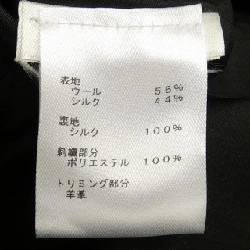 表地
ウール 56%
シルク 44%
裏地
シルク 100%
刺繍部分
ポリエステル 100%
トリミング部分
羊革